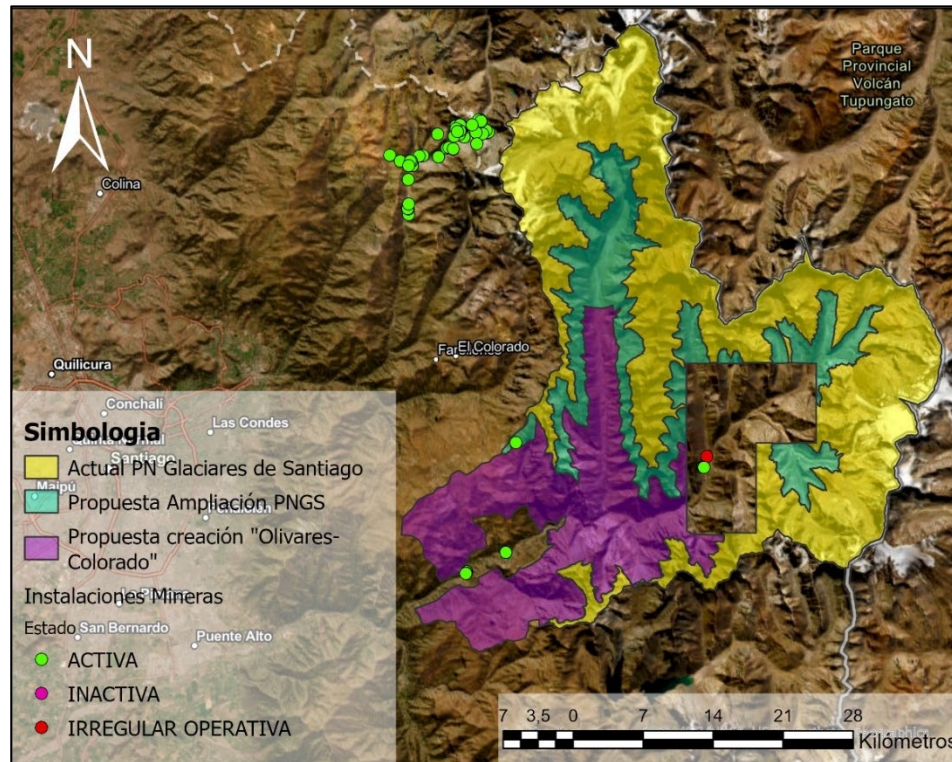 N
Parque
Provincial
Volcán
Tupungato
Colina
El Colorado
Quilicura
Conchalí
Las Condes
Simbologia
Santiago
Actual PN Glaciares de Santiago
Maipú
Propuesta Ampliación PNGS
Propuesta creación "Olivares-
Colorado"
Instalaciones Mineras
Estado
San Bernardo
Puente Alto
ACTIVA
INACTIVA
IRREGULAR OPERATIVA
7 3,5 0 7 14 21 28
Kilómetros